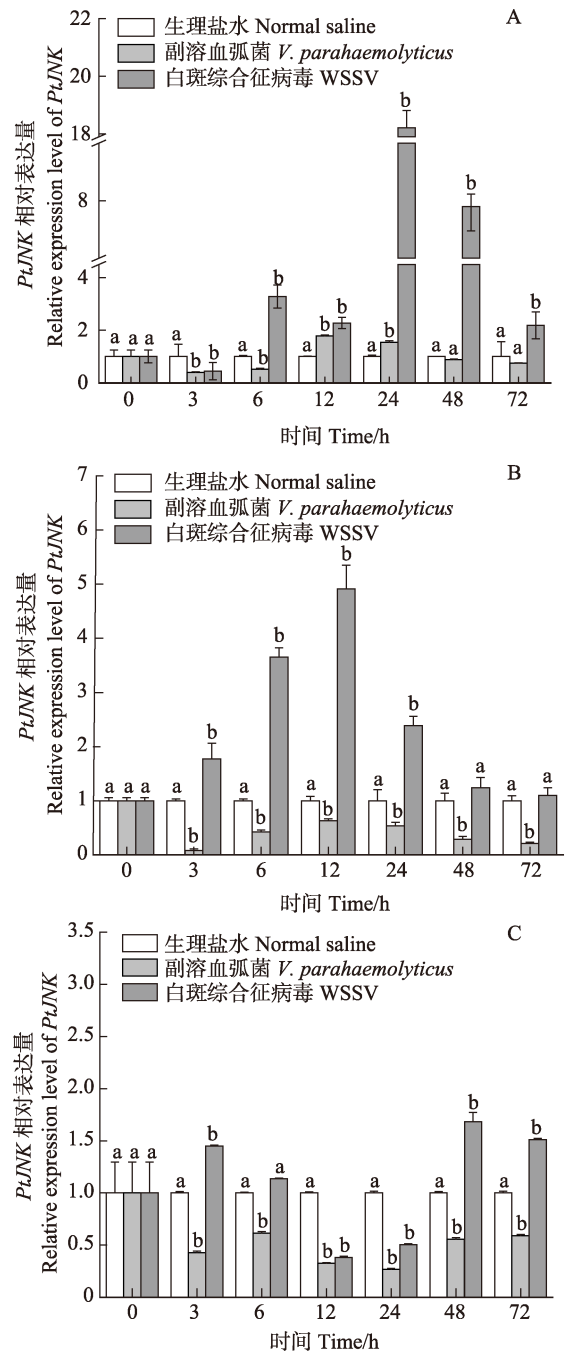 A
22
20
18
8
4
2
0
生理盐水 Normal saline
副溶血弧菌 V. parahaemolyticus
白斑综合征病毒 WSSV
PtJNK 相对表达量
Relative expression level of PtJNK
a a a
a b b
a b b
a b b
a b b
a a b
a a b
0 3 6 12 24 48 72
时间 Time/h
B
7
6
5
4
3
2
1
0
生理盐水 Normal saline
副溶血弧菌 V. parahaemolyticus
白斑综合征病毒 WSSV
PtJNK 相对表达量
Relative expression level of PtJNK
a a a
a b b
a b b
a b b
a b b
a b a
a b a
0 3 6 12 24 48 72
时间 Time/h
C
3.5
3.0
2.5
2.0
1.5
1.0
0.5
0
生理盐水 Normal saline
副溶血弧菌 V. parahaemolyticus
白斑综合征病毒 WSSV
PtJNK 相对表达量
Relative expression level of PtJNK
a a a
a b b
a b a
a b b
a b b
a b b
a b b
0 3 6 12 24 48 72
时间 Time/h